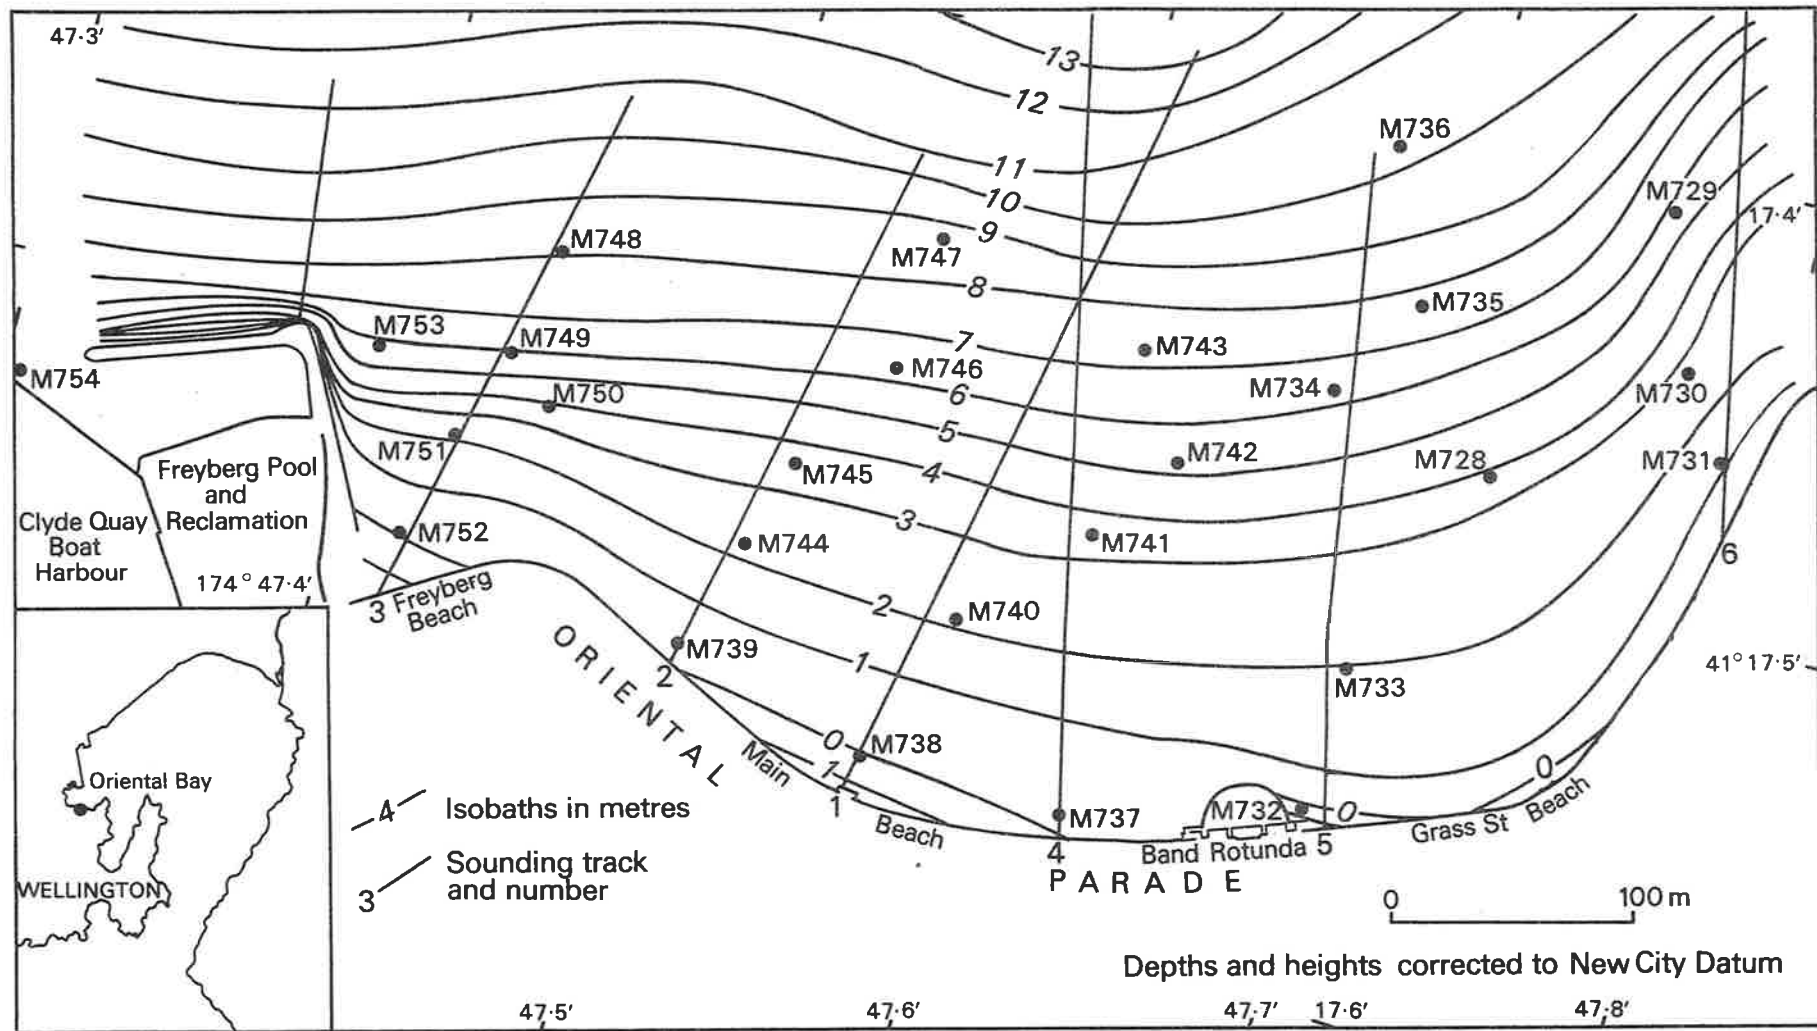 47·3'
13
12
11
10
9
8
7
6
5
4
3
2
1
0
1
0
0
M736
M729
17·4'
M748
M747
M735
M753
M749
M743
M746
M754
M734
M730
M750
M751
M742
M728
M731
M745
Freyberg Pool
and
Reclamation
Clyde Quay
Boat
Harbour
M752
M744
M741
6
174° 47·4'
3 Freyberg
Beach
M740
M739
2
ORIENTAL
41° 17·5'
M733
M738
Main
1
Beach
M737
M732
4
Band Rotunda 5
Grass St Beach
PARADE
Oriental Bay
WELLINGTON
4 Isobaths in metres
3 Sounding track
and number
0 100 m
Depths and heights corrected to New City Datum
47·5' 47·6' 47·7' 17·6' 47·8'